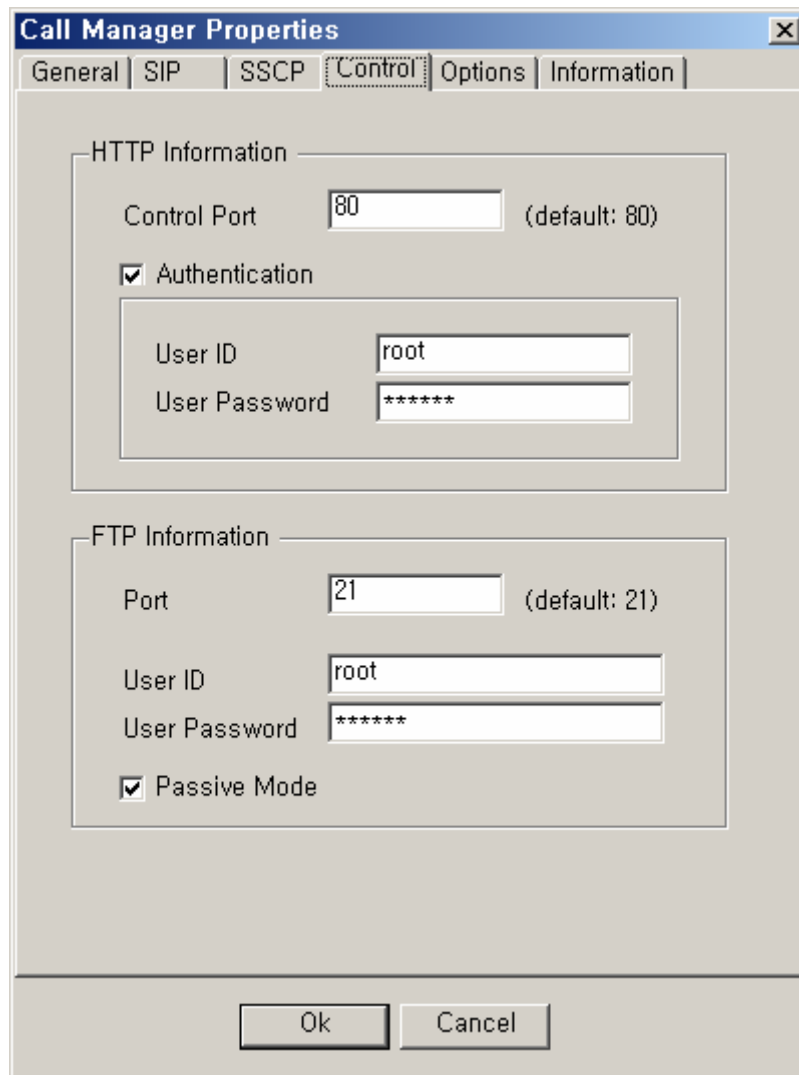 Call Manager Properties
General SIP SSCP Control Options Information
HTTP Information
Control Port 80 (default: 80)
Authentication
User ID root
User Password ******
FTP Information
Port 21 (default: 21)
User ID root
User Password ******
Passive Mode
Ok Cancel